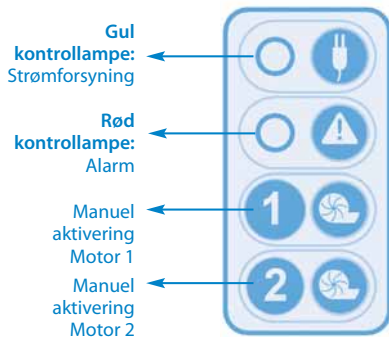 Gul
kontrollampe:
Strømforsyning
Rød
kontrollampe:
Alarm
Manuel
aktivering
Motor 1
1
Manuel
aktivering
Motor 2
2